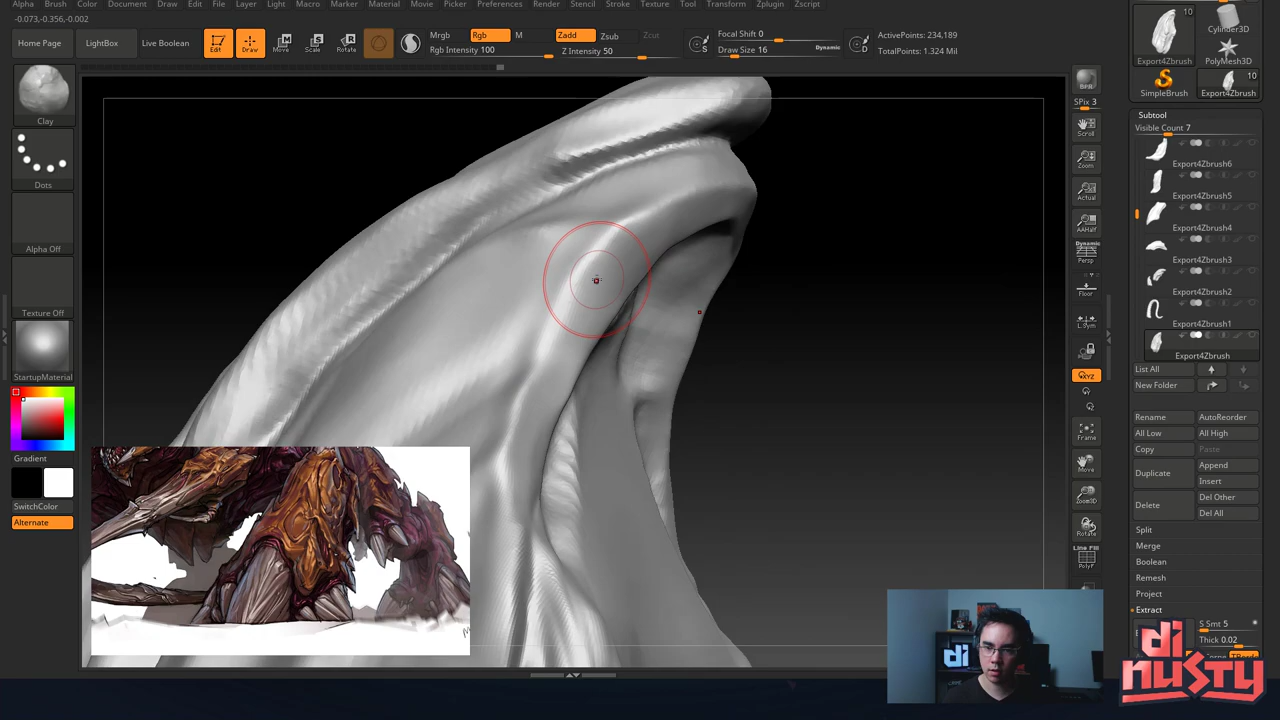 Alpha Brush Color Document Draw Edit File Layer Light Macro Marker Material Movie Picker Preferences Render Stencil Stroke Texture Tool Transform Zplugin Zscript
-0.073,-0.356,-0.002
Home Page LightBox Live Boolean Edit Draw Move Scale Rotate Mrgb Rgb Zadd Zsub Zcut Focal Shift 0 ActivePoints: 234,189
Rgb Intensity 100 Z Intensity 50 Draw Size 16 Dynamic TotalPoints: 1.324 Mil
S
D
10
Cylinder3D
Export4Zbrush PolyMesh3D
10
SimpleBrush Export4Zbrush
Clay
Dots
Alpha Off
Texture Off
StartupMaterial
Gradient
SwitchColor
Alternate
BPR
SPix 3
Scroll
Zoom
Actual
AAHalf
Dynamic
Persp
Floor
L.Sym
XYZ
Frame
Move
Zoom3D
Rotate
Line Fill
PolyF
Subtool
Visible Count 7
Export4Zbrush6
Export4Zbrush5
Export4Zbrush4
Export4Zbrush3
Export4Zbrush2
Export4Zbrush1
Export4Zbrush
List All
New Folder
Rename AutoReorder
All Low All High
Copy Paste
Duplicate Append
Insert
Delete Del Other
Del All
Split
Merge
Boolean
Remesh
Project
Extract
S Smt 5
Thick 0.02
di
di
NUSTY